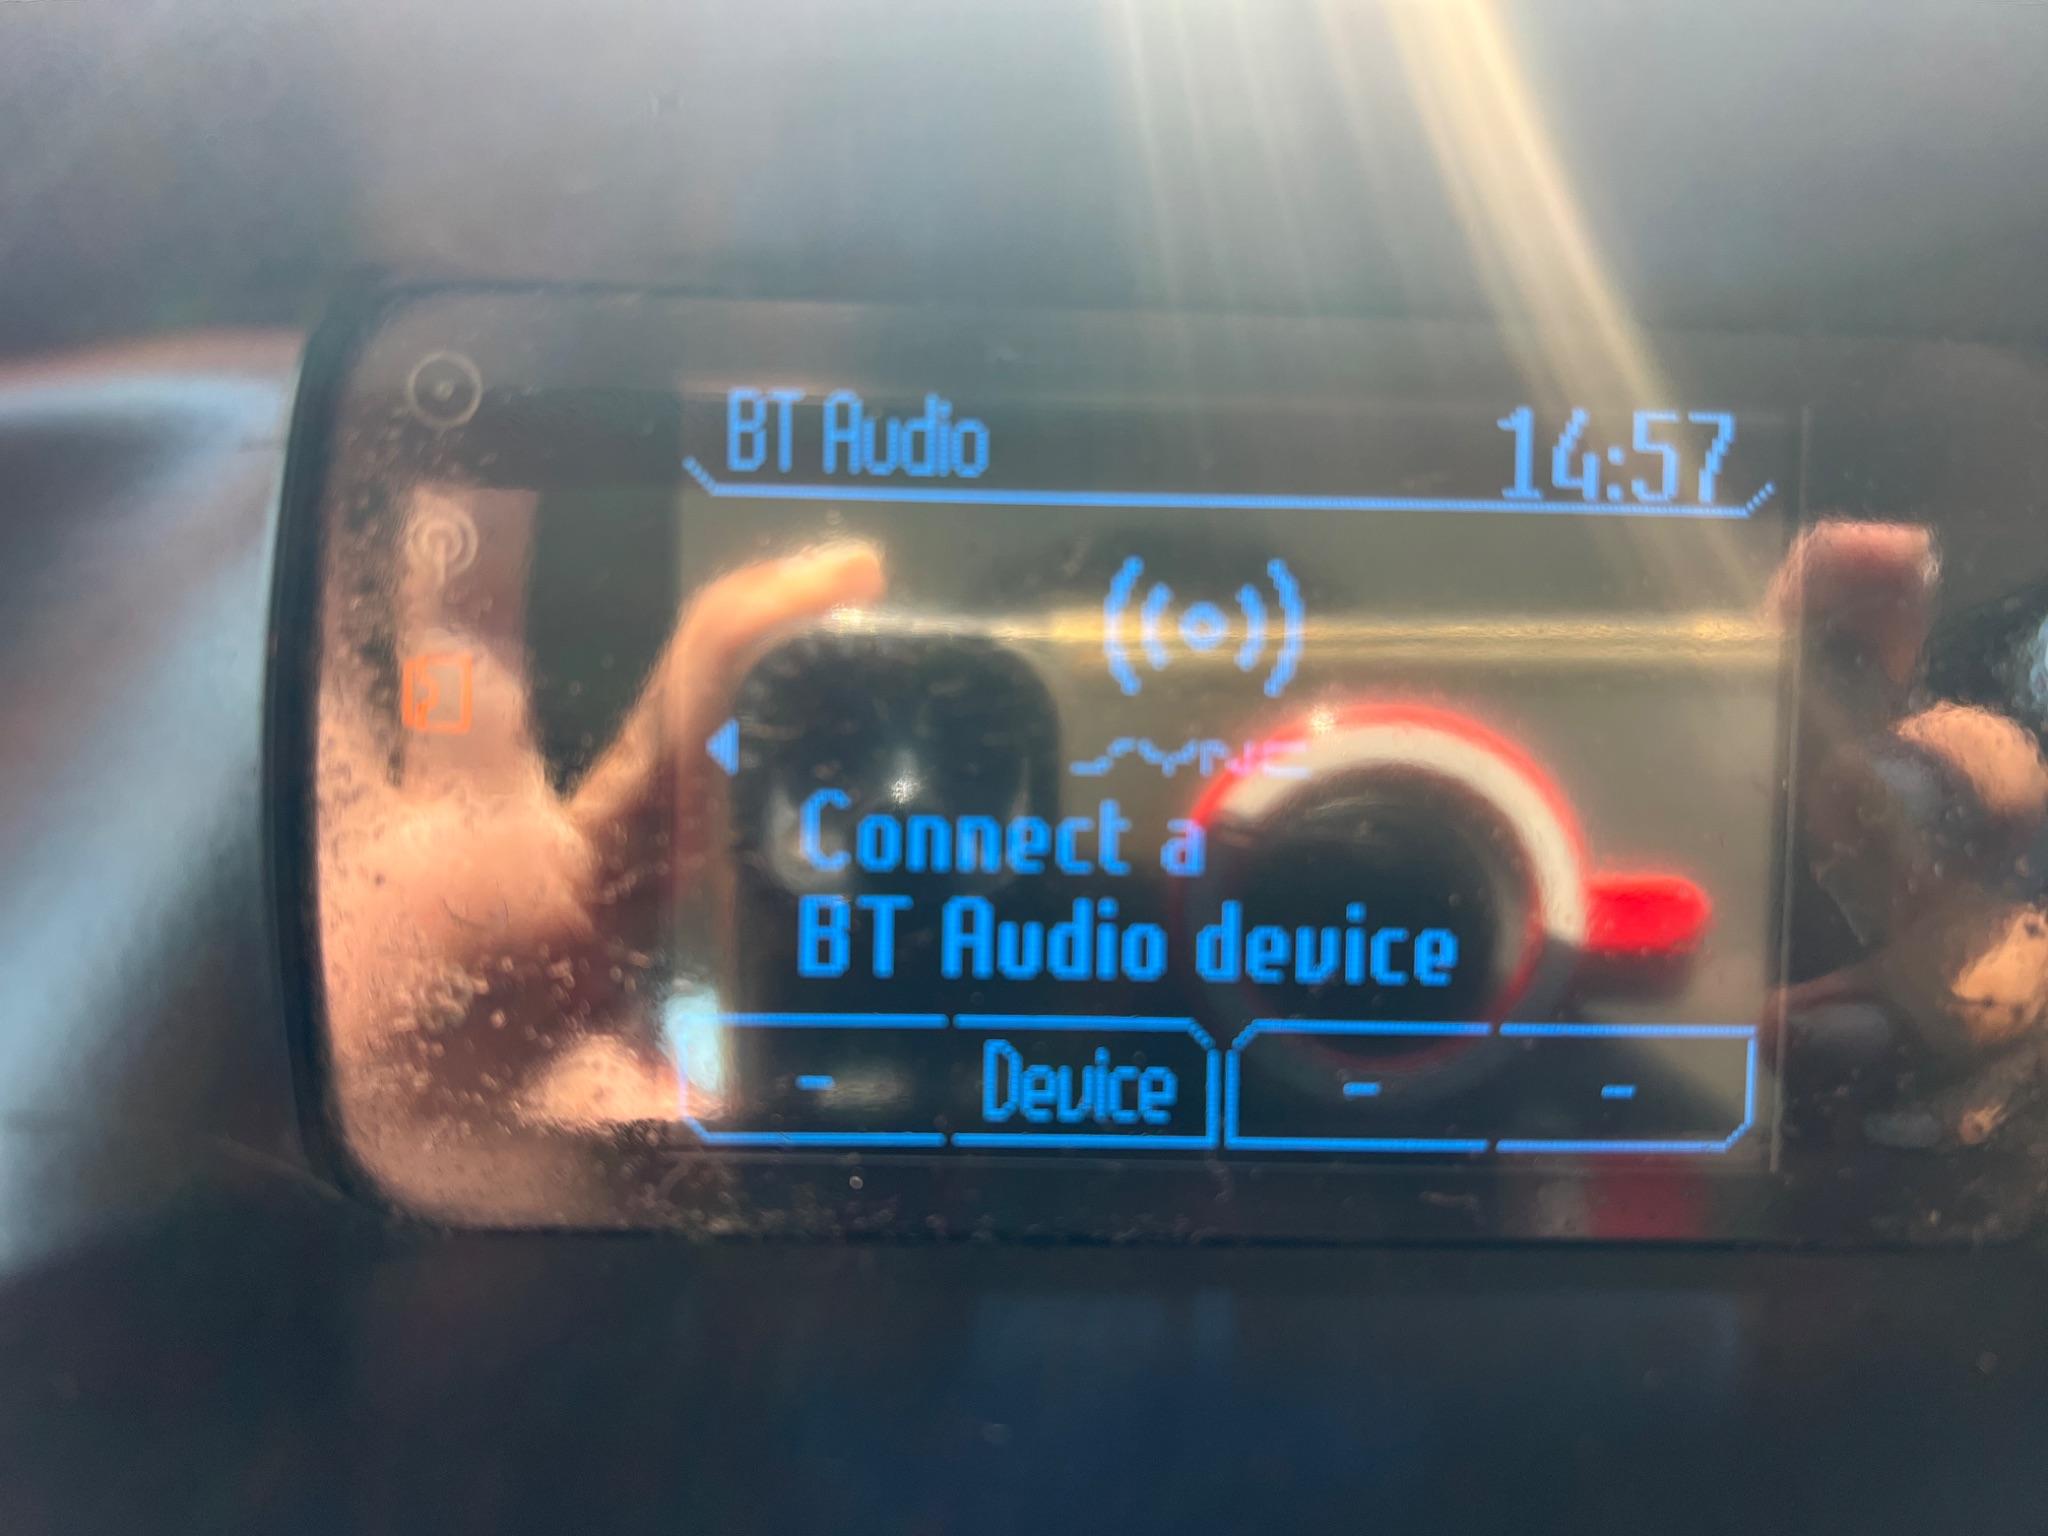 BT Audio
14:57
Connect a
BT Audio device
- Device - -